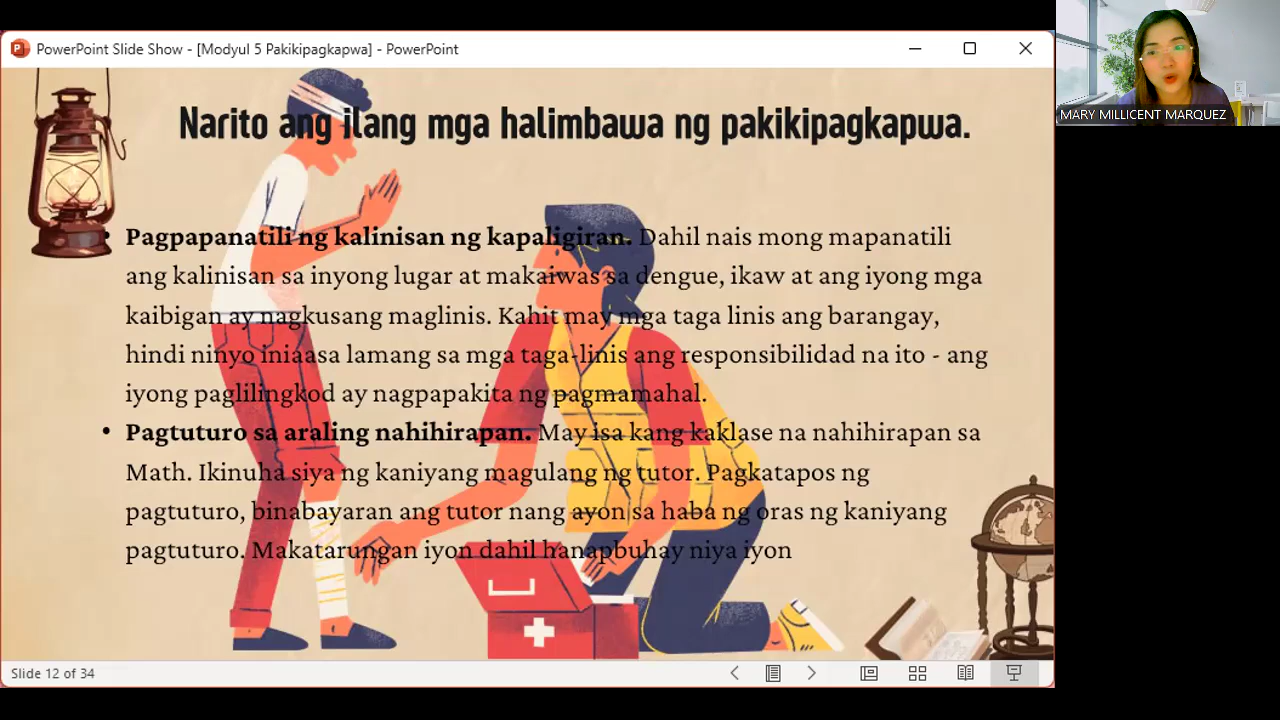 PowerPoint Slide Show - [Modyul 5 Pakikipagkapwa] - PowerPoint
MARY MILLICENT MARQUEZ
Narito ang ilang mga halimbawa ng pakikipagkapwa.
• Pagpapanatili ng kalinisan ng kapaligiran. Dahil nais mong mapanatili
ang kalinisan sa inyong lugar at makaiwas sa dengue, ikaw at ang iyong mga
kaibigan ay nagkusang maglinis. Kahit may mga taga linis ang barangay,
hindi ninyo iniaasa lamang sa mga taga-linis ang responsibilidad na ito - ang
iyong paglilingkod ay nagpapakita ng pagmamahal.
• Pagtuturo sa araling nahihirapan. May isa kang kaklase na nahihirapan sa
Math. Ikinuha siya ng kaniyang magulang ng tutor. Pagkatapos ng
pagtuturo, binabayaran ang tutor nang ayon sa haba ng oras ng kaniyang
pagtuturo. Makatarungan iyon dahil hanapbuhay niya iyon
Slide 12 of 34